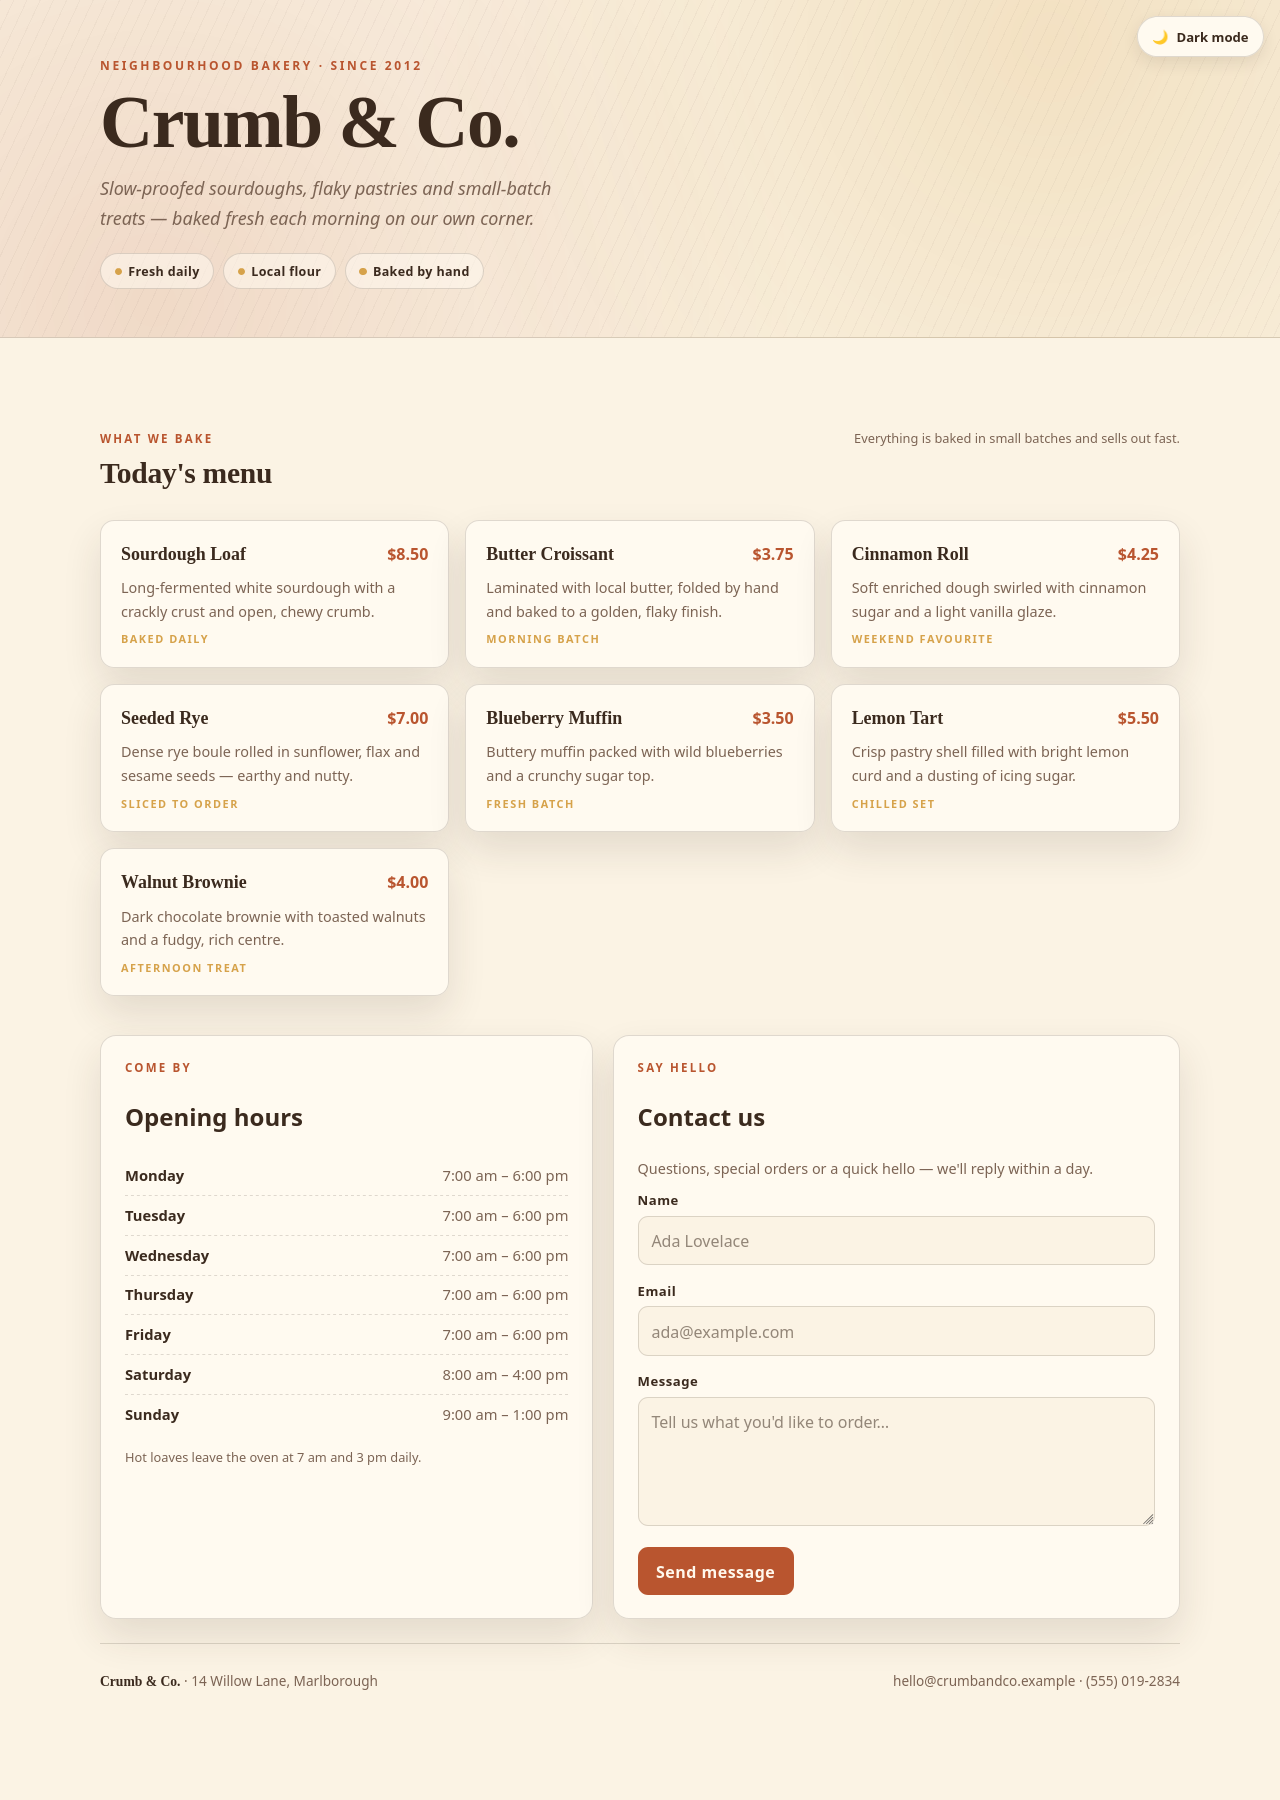 🌙 Dark mode
NEIGHBOURHOOD BAKERY · SINCE 2012
Crumb & Co.
Slow-proofed sourdoughs, flaky pastries and small-batch
treats — baked fresh each morning on our own corner.
Fresh daily
Local flour
Baked by hand
WHAT WE BAKE
Everything is baked in small batches and sells out fast.
Today's menu
Sourdough Loaf $8.50
Long-fermented white sourdough with a
crackly crust and open, chewy crumb.
BAKED DAILY
Butter Croissant $3.75
Laminated with local butter, folded by hand
and baked to a golden, flaky finish.
MORNING BATCH
Cinnamon Roll $4.25
Soft enriched dough swirled with cinnamon
sugar and a light vanilla glaze.
WEEKEND FAVOURITE
Seeded Rye $7.00
Dense rye boule rolled in sunflower, flax and
sesame seeds — earthy and nutty.
SLICED TO ORDER
Blueberry Muffin $3.50
Buttery muffin packed with wild blueberries
and a crunchy sugar top.
FRESH BATCH
Lemon Tart $5.50
Crisp pastry shell filled with bright lemon
curd and a dusting of icing sugar.
CHILLED SET
Walnut Brownie $4.00
Dark chocolate brownie with toasted walnuts
and a fudgy, rich centre.
AFTERNOON TREAT
COME BY
Opening hours
Monday 7:00 am – 6:00 pm
Tuesday 7:00 am – 6:00 pm
Wednesday 7:00 am – 6:00 pm
Thursday 7:00 am – 6:00 pm
Friday 7:00 am – 6:00 pm
Saturday 8:00 am – 4:00 pm
Sunday 9:00 am – 1:00 pm
Hot loaves leave the oven at 7 am and 3 pm daily.
SAY HELLO
Contact us
Questions, special orders or a quick hello — we'll reply within a day.
Name
Ada Lovelace
Email
ada@example.com
Message
Tell us what you'd like to order...
Send message
Crumb & Co. · 14 Willow Lane, Marlborough
hello@crumbandco.example · (555) 019-2834